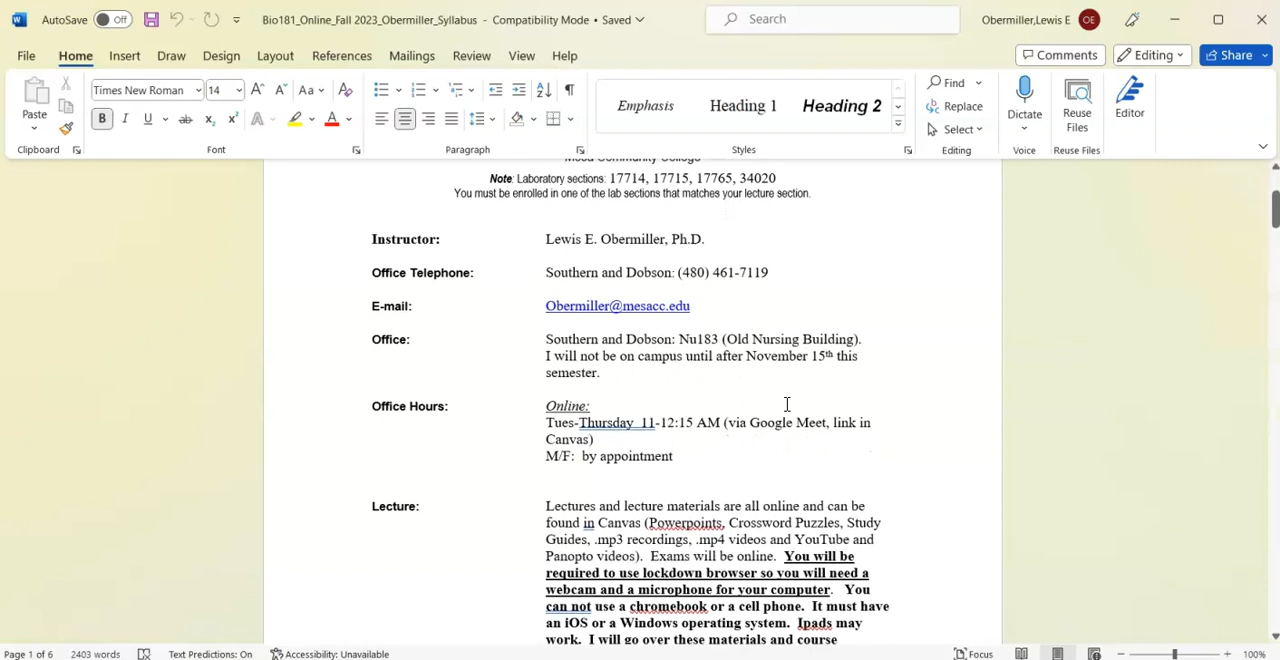 AutoSave Off Bio181_Online_Fall 2023_Obermiller_Syllabus - Compatibility Mode • Saved Search Obermiller,Lewis E OE
File Home Insert Draw Design Layout References Mailings Review View Help Comments Editing Share
Times New Roman 14 Emphasis Heading 1 Heading 2 Find
Paste Replace Dictate Reuse Files Editor
Select
Clipboard Font Paragraph Styles Editing Voice Reuse Files
Mesa Community College
Note: Laboratory sections: 17714, 17715, 17765, 34020
You must be enrolled in one of the lab sections that matches your lecture section.
Instructor: Lewis E. Obermiller, Ph.D.
Office Telephone: Southern and Dobson: (480) 461-7119
E-mail: Obermiller@mesacc.edu
Office: Southern and Dobson: Nu183 (Old Nursing Building).
I will not be on campus until after November 15th this
semester.
Office Hours: Online:
Tues-Thursday 11-12:15 AM (via Google Meet, link in
Canvas)
M/F: by appointment
Lecture: Lectures and lecture materials are all online and can be
found in Canvas (Powerpoints, Crossword Puzzles, Study
Guides, .mp3 recordings, .mp4 videos and YouTube and
Panopto videos). Exams will be online. You will be
required to use lockdown browser so you will need a
webcam and a microphone for your computer. You
can not use a chromebook or a cell phone. It must have
an iOS or a Windows operating system. Ipads may
work. I will go over these materials and course
Page 1 of 6 2403 words Text Predictions: On Accessibility: Unavailable Focus 100%